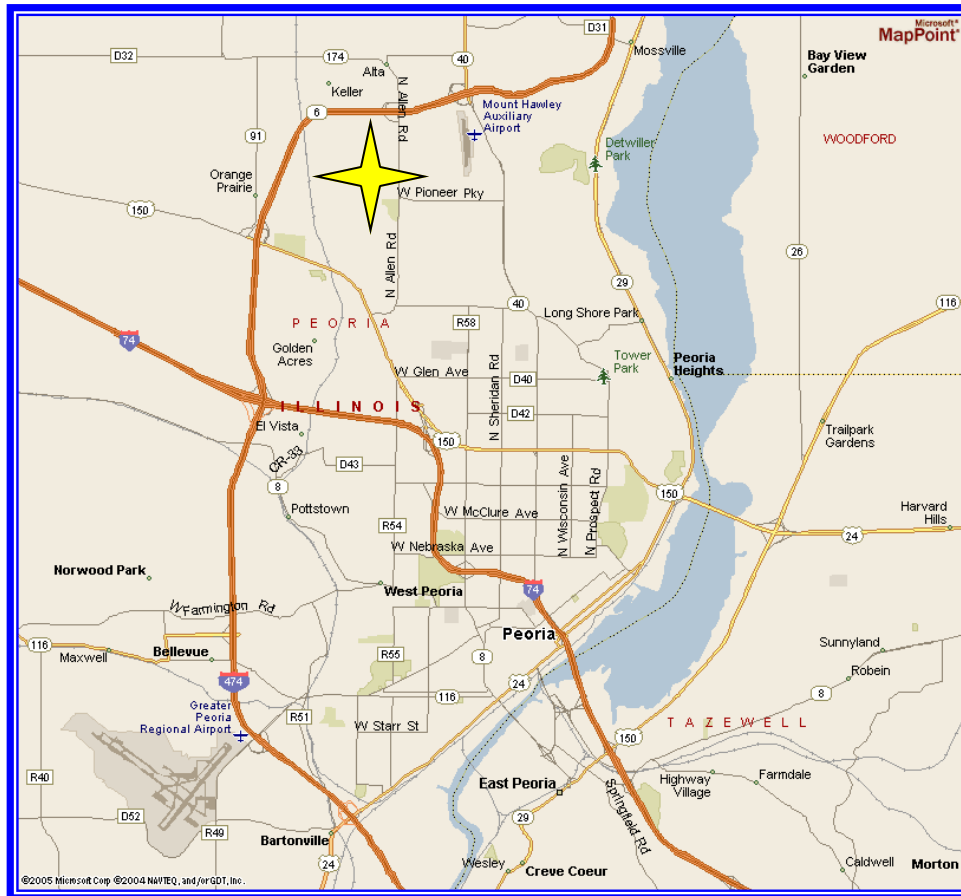 Microsoft®
MapPoint®
D31
Mossville
D32
174
40
Alta
Bay View
Garden
Keller
N Allen Rd
6
Mount Hawley
Auxiliary
Airport
91
WOODFORD
Detwiller
Park
Orange
Prairie
W Pioneer Pky
150
26
N Allen Rd
29
40
116
Long Shore Park
R58
PEORIA
74
Golden
Acres
N Sheridan Rd
Tower
Park
Peoria
Heights
W Glen Ave
D40
ILLINOIS
D42
El Vista
150
Trailpark
Gardens
CR-33
D43
N Wisconsin Ave
N Prospect Rd
8
150
Pottstown
W McClure Ave
Harvard
Hills
R54
24
W Nebraska Ave
Norwood Park
West Peoria
74
W Farmington Rd
Peoria
116
Sunnyland
Maxwell
Bellevue
R55
8
Robein
474
24
116
8
Greater
Peoria
Regional Airport
R51
W Starr St
TAZEWELL
150
R40
East Peoria
Highway
Village
Farmdale
Springfield Rd
D52
29
R49
Bartonville
24
Wesley
Creve Coeur
Caldwell
Morton
©2005 Microsoft Corp ©2004 NAVTEQ, and/or GDT, Inc.